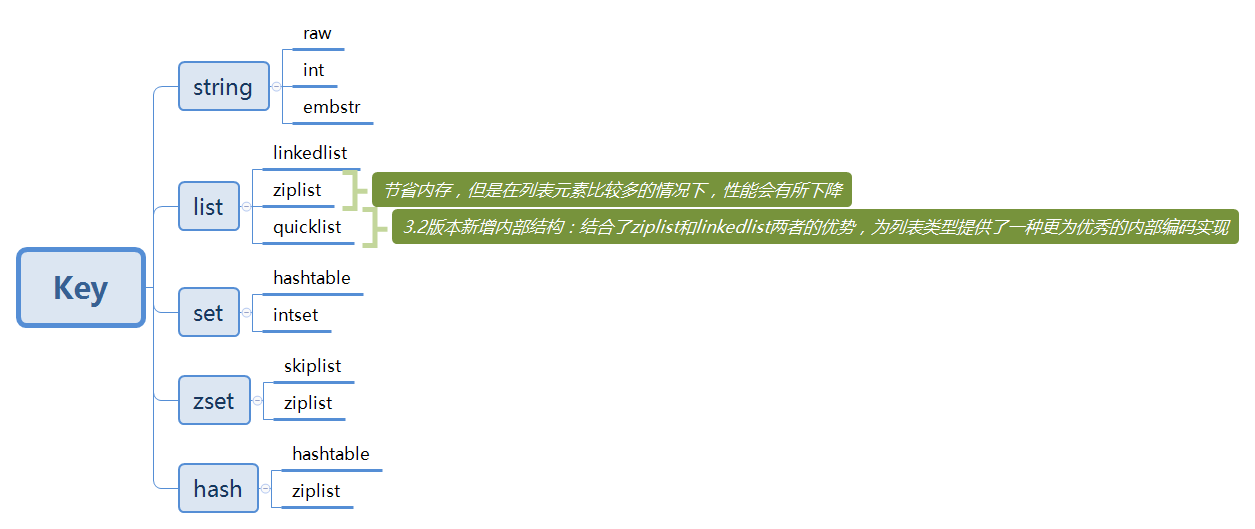 Key
string
raw
int
embstr
list
linkedlist
ziplist
节省内存，但是在列表元素比较多的情况下，性能会有所下降
quicklist
3.2版本新增内部结构：结合了ziplist和linkedlist两者的优势，为列表类型提供了一种更为优秀的内部编码实现
set
hashtable
intset
zset
skiplist
ziplist
hash
hashtable
ziplist